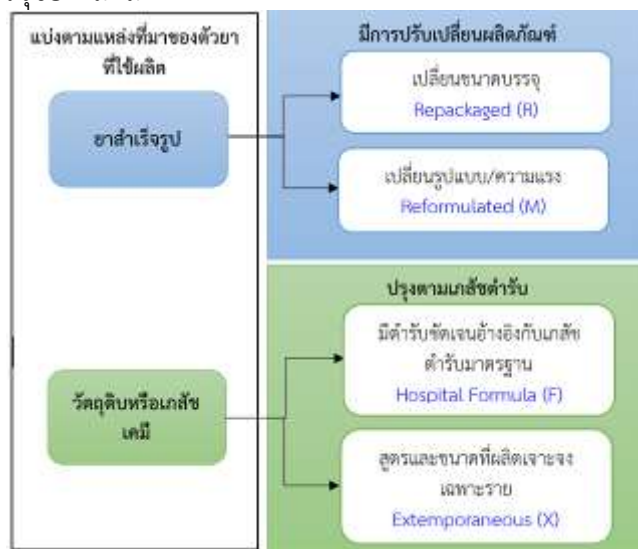 แบ่งตามแหล่งที่มาของตัวยา
ที่ใช้ผลิต
ยาสำเร็จรูป
มีการปรับเปลี่ยนผลิตภัณฑ์
เปลี่ยนขนาดบรรจุ
Repackaged (R)
เปลี่ยนรูปแบบ/ความแรง
Reformulated (M)
วัตถุดิบหรือเภสัช
เคมี
ปรุงตามเภสัชตำรับ
มีตำรับชัดเจนอ้างอิงกับเภสัช
ตำรับมาตรฐาน
Hospital Formula (F)
สูตรและขนาดที่ผลิตเจาะจง
เฉพาะราย
Extemporaneous (X)